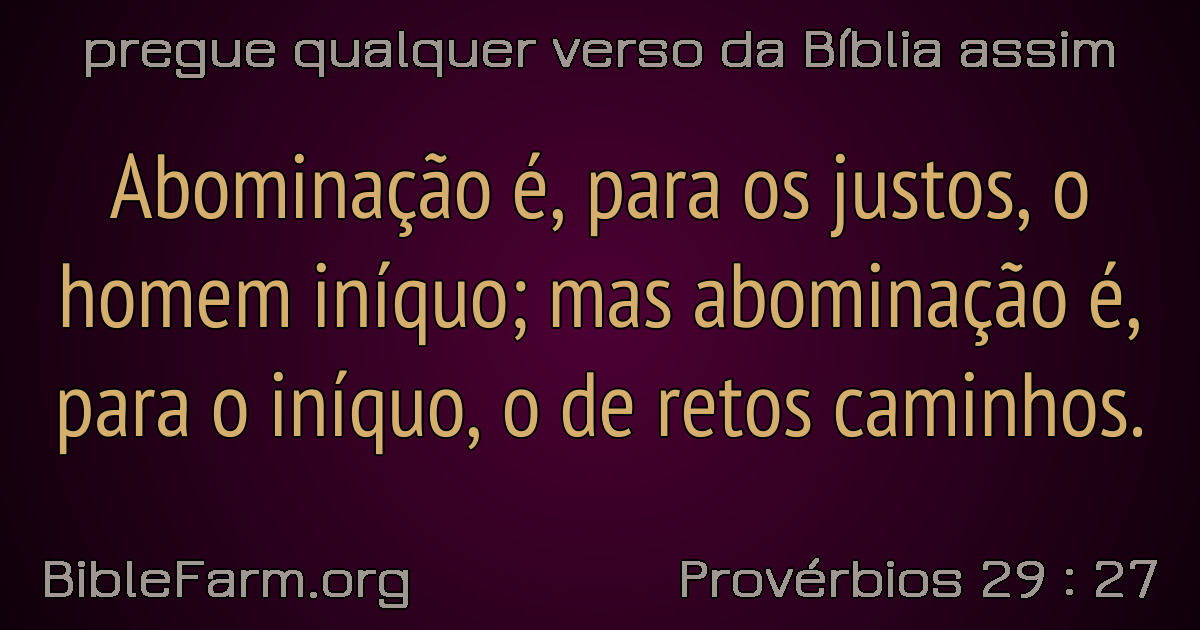 pregue qualquer verso da Bíblia assim
Abominação é, para os justos, o
homem iníquo; mas abominação é,
para o iníquo, o de retos caminhos.
BibleFarm.org
Provérbios 29 : 27